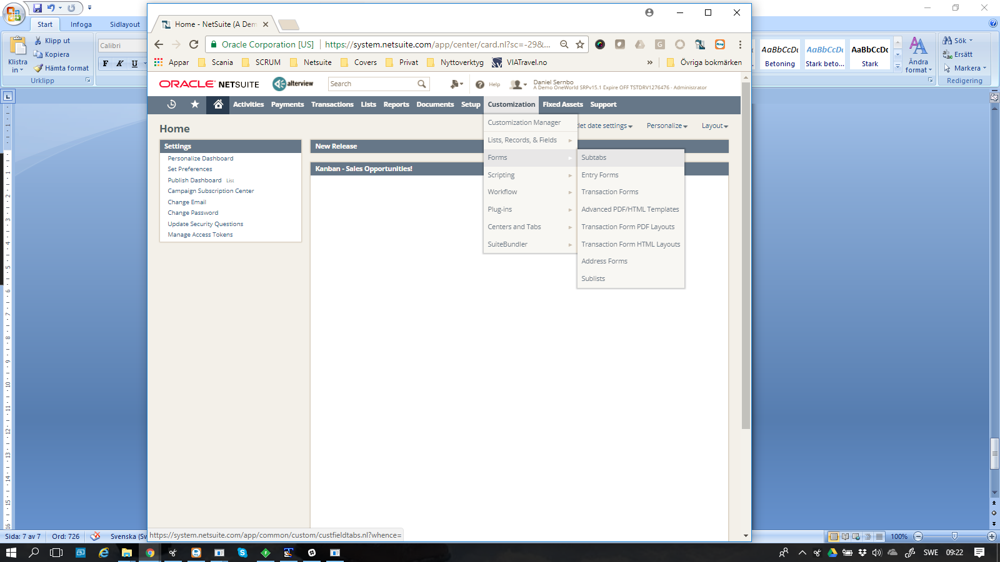 Start
Infoga
Sidlayout
Klistra in
Klipp ut
Kopiera
Hämta format
Urklipp
Calibri
F K U
Home - NetSuite (A Dem
Oracle Corporation [US]
https://system.netsuite.com/app/center/card.nl?sc=-29&...
Appar
Scania
SCRUM
Netsuite
Covers
Privat
Nyttoverktyg
VIATravel.no
»
Övriga bokmärken
AaBbCcDc
Betoning
AaBbCcDc
Stark beto...
AaBbCcDc
Stark
Ändra format
Sök
Ersätt
Markera
Redigering
ORACLE NETSUITE
alterview
Search
Help
Daniel Sernbo
A Demo OneWorld SRPv15.1 Expire OFF TSTDRV1276476 - Administrator
Activities
Payments
Transactions
Lists
Reports
Documents
Setup
Customization
Fixed Assets
Support
Home
let date settings
Personalize
Layout
Settings
Personalize Dashboard
Set Preferences
Publish Dashboard List
Campaign Subscription Center
Change Email
Change Password
Update Security Questions
Manage Access Tokens
New Release
Kanban - Sales Opportunities!
Customization Manager
Lists, Records, & Fields
Forms
Scripting
Workflow
Plug-ins
Centers and Tabs
SuiteBundler
Subtabs
Entry Forms
Transaction Forms
Advanced PDF/HTML Templates
Transaction Form PDF Layouts
Transaction Form HTML Layouts
Address Forms
Sublists
https://system.netsuite.com/app/common/custom/custfieldtabs.nl?whence=
Sida: 7 av 7
Ord: 726
Svenska (Sv
100%
SWE
09:22